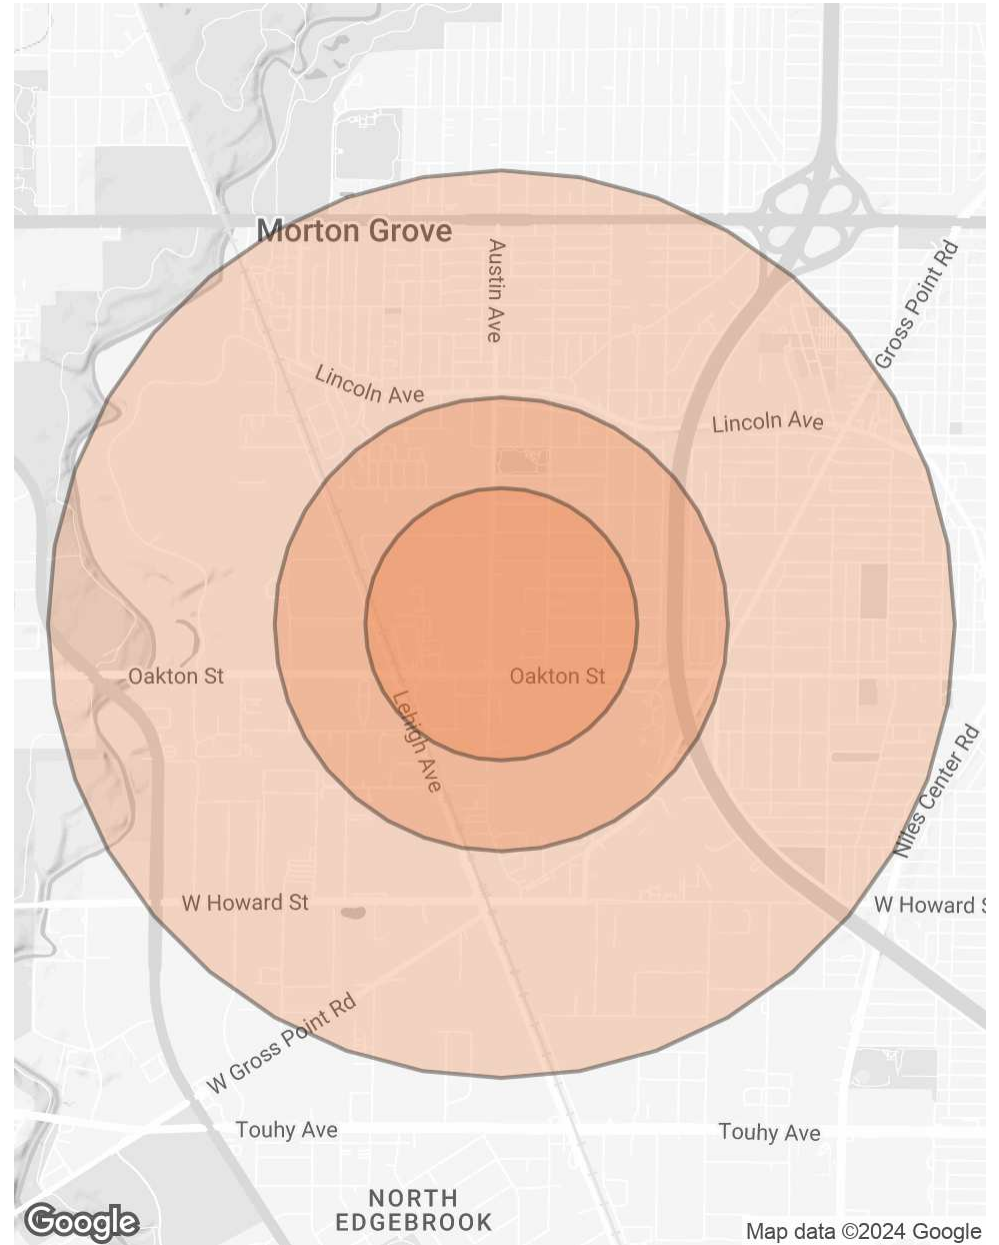 Morton Grove
Austin Ave
Gross Point Rd
Lincoln Ave
Lincoln Ave
Oakton St
Oakton St
Lehigh Ave
Niles Center Rd
W Howard St
W Howard S
W Gross Point Rd
Touhy Ave
Touhy Ave
NORTH
EDGEBROOK
Google
Map data ©2024 Google